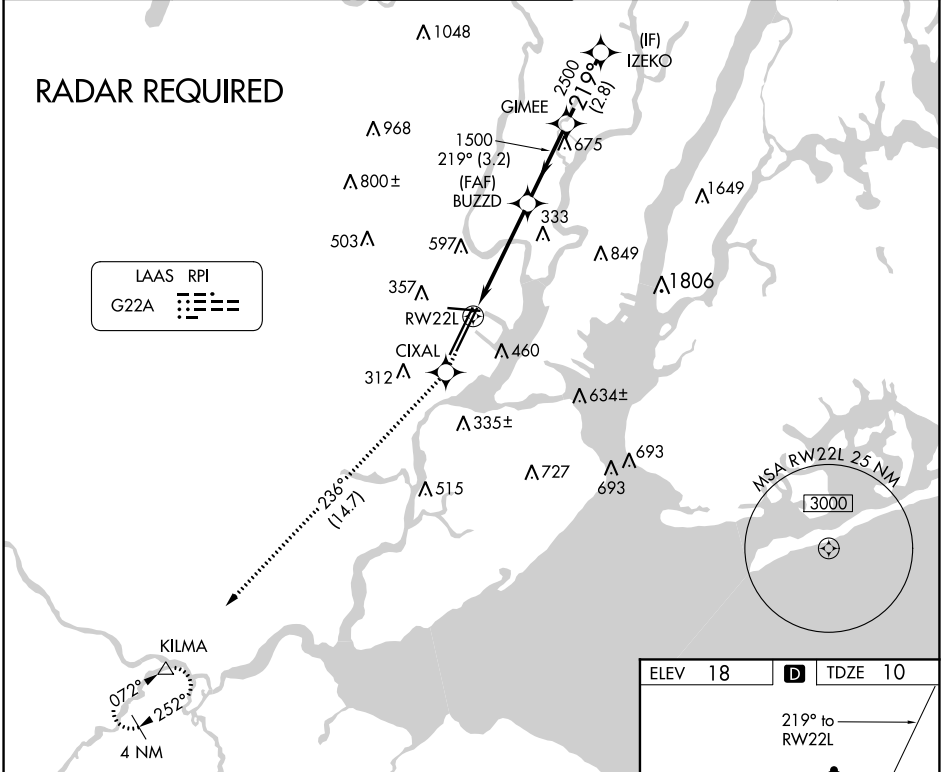 1048
(IF)
IZEKO
RADAR REQUIRED
2500
219°
(2.8)
GIMEE
968
1500
219° (3.2)
675
800±
(FAF)
BUZZD
1649
333
503
597
849
LAAS RPI
G22A
357
1806
RW22L
CIXAL
460
312
634±
335±
693
727
693
515
MSA RW22L 25 NM
3000
236°
(14.7)
KILMA
072°
252°
4 NM
ELEV 18
D
TDZE 10
219° to
RW22L